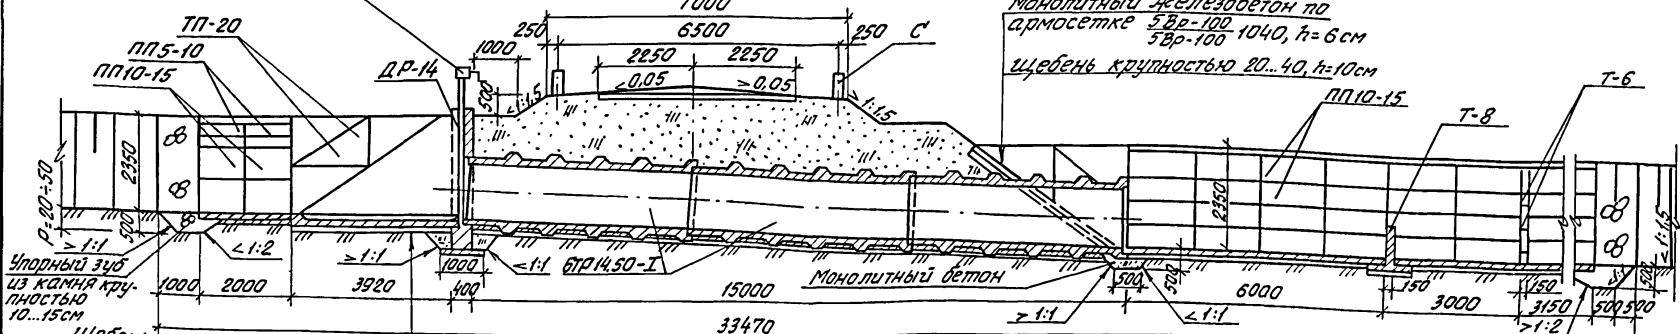 7000
Монолитный железобетон по
армосетке 5Вр-100/5Вр-100 1040, h=6см
щебень крупностью 20...40, h=10см
250
6500
250
С
2250
2250
1000
500
<0,05
>0,05
<1:1,5
>1:1,5
ТП-20
ПП5-10
ПП10-15
ДР-14
ПП10-15
Т-8
Т-6
2350
500
Р=20÷50
2350
<1:1,5
500
>1:1
<1:2
>1:1
1000
<1:1
6ТР14.50-I
Монолитный бетон
500
500
Упорный зуб
из камня кру-
пностью
10...15см
1000
2000
3920
400
15000
6000
150
3000
150
3150
500
500
>1:1
<1:1
>1:2
33470